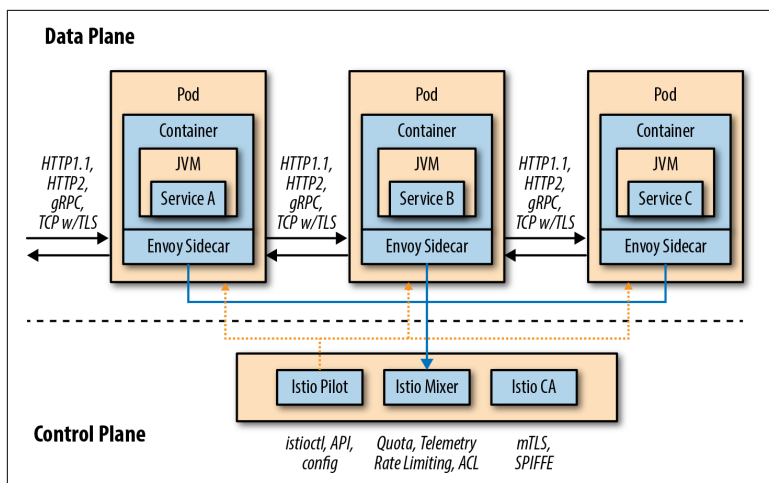 Data Plane
Pod
Container
JVM
Service A
Envoy Sidecar
Pod
Container
JVM
Service B
Envoy Sidecar
Pod
Container
JVM
Service C
Envoy Sidecar
HTTP1.1,
HTTP2,
gRPC,
TCP w/TLS
HTTP1.1,
HTTP2,
gRPC,
TCP w/TLS
HTTP1.1,
HTTP2,
gRPC,
TCP w/TLS
Istio Pilot
Istio Mixer
Istio CA
Control Plane
istioctl, API,
config
Quota, Telemetry
Rate Limiting, ACL
mTLS,
SPIFFE